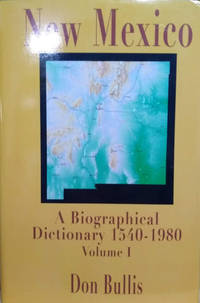 New Mexico
A Biographical
Dictionary 1540-1980
Volume I
Don Bullis